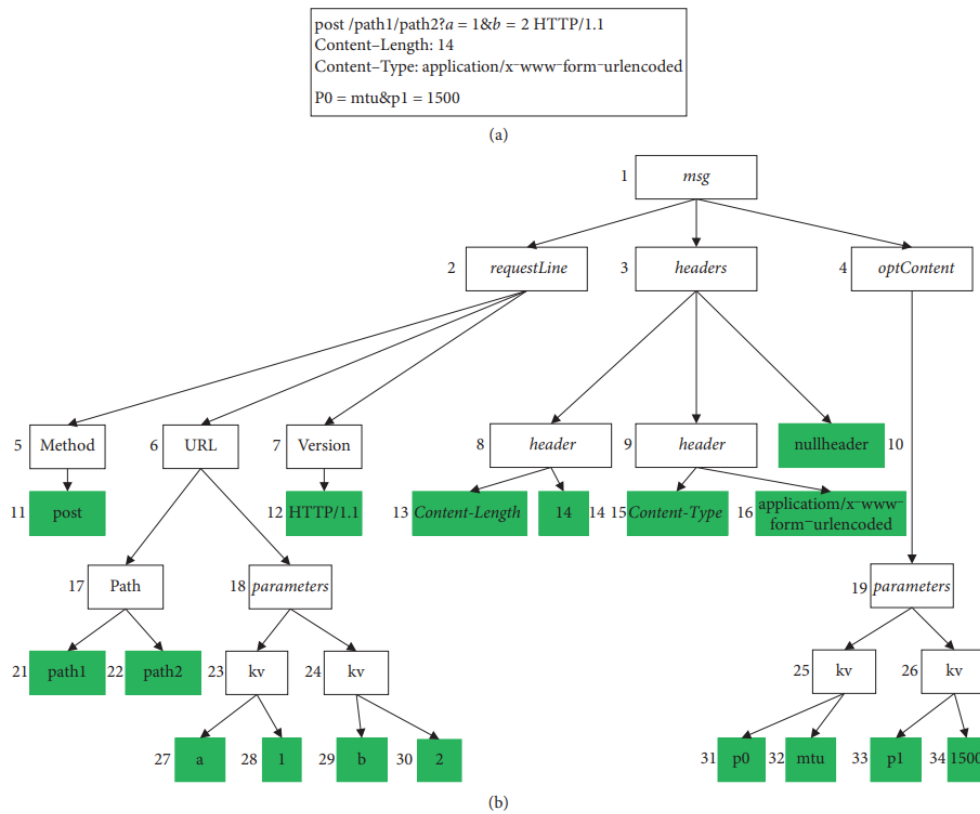 post /path1/path2?a = 1&b = 2 HTTP/1.1
Content–Length: 14
Content–Type: application/x-www-form-urlencoded
P0 = mtu&p1 = 1500
(a)
1 msg
2 requestLine
3 headers
4 optContent
5 Method
6 URL
7 Version
8 header
9 header
nullheader 10
11 post
12 HTTP/1.1
13 Content-Length
14 14
15 Content-Type
16 applicatiom/x-www-
form-urlencoded
17 Path
18 parameters
19 parameters
21 path1
22 path2
23 kv
24 kv
25 kv
26 kv
27 a
28 1
29 b
30 2
31 p0
32 mtu
33 p1
34 1500
(b)